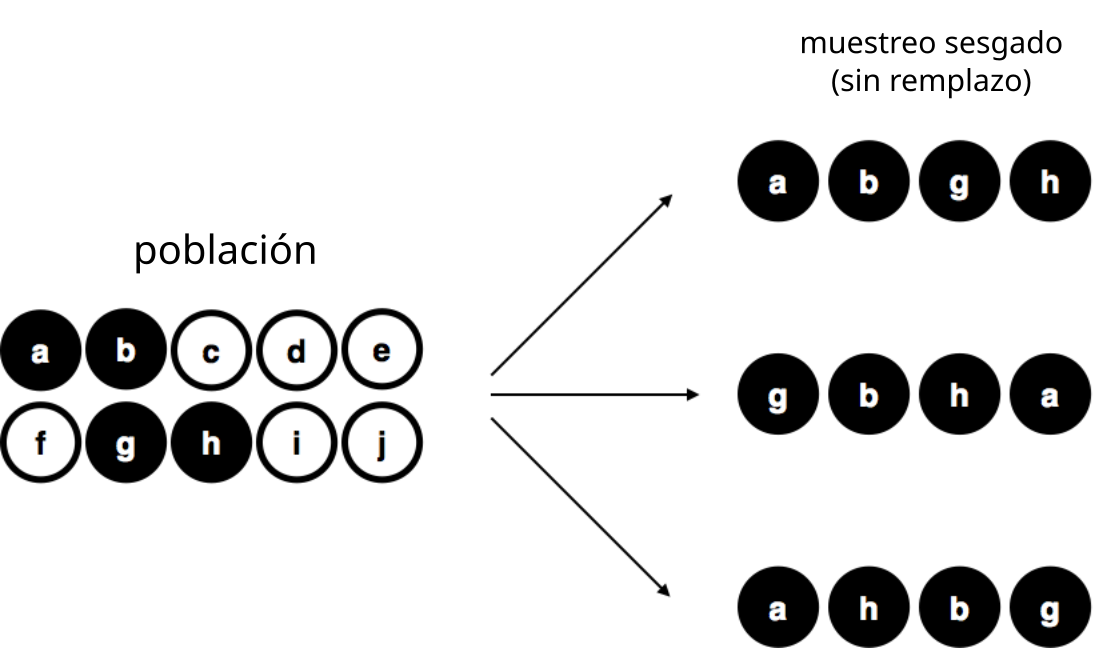 muestreo sesgado
(sin remplazo)
a b g h
población
a b c d e
g b h a
f g h i j
a h b g